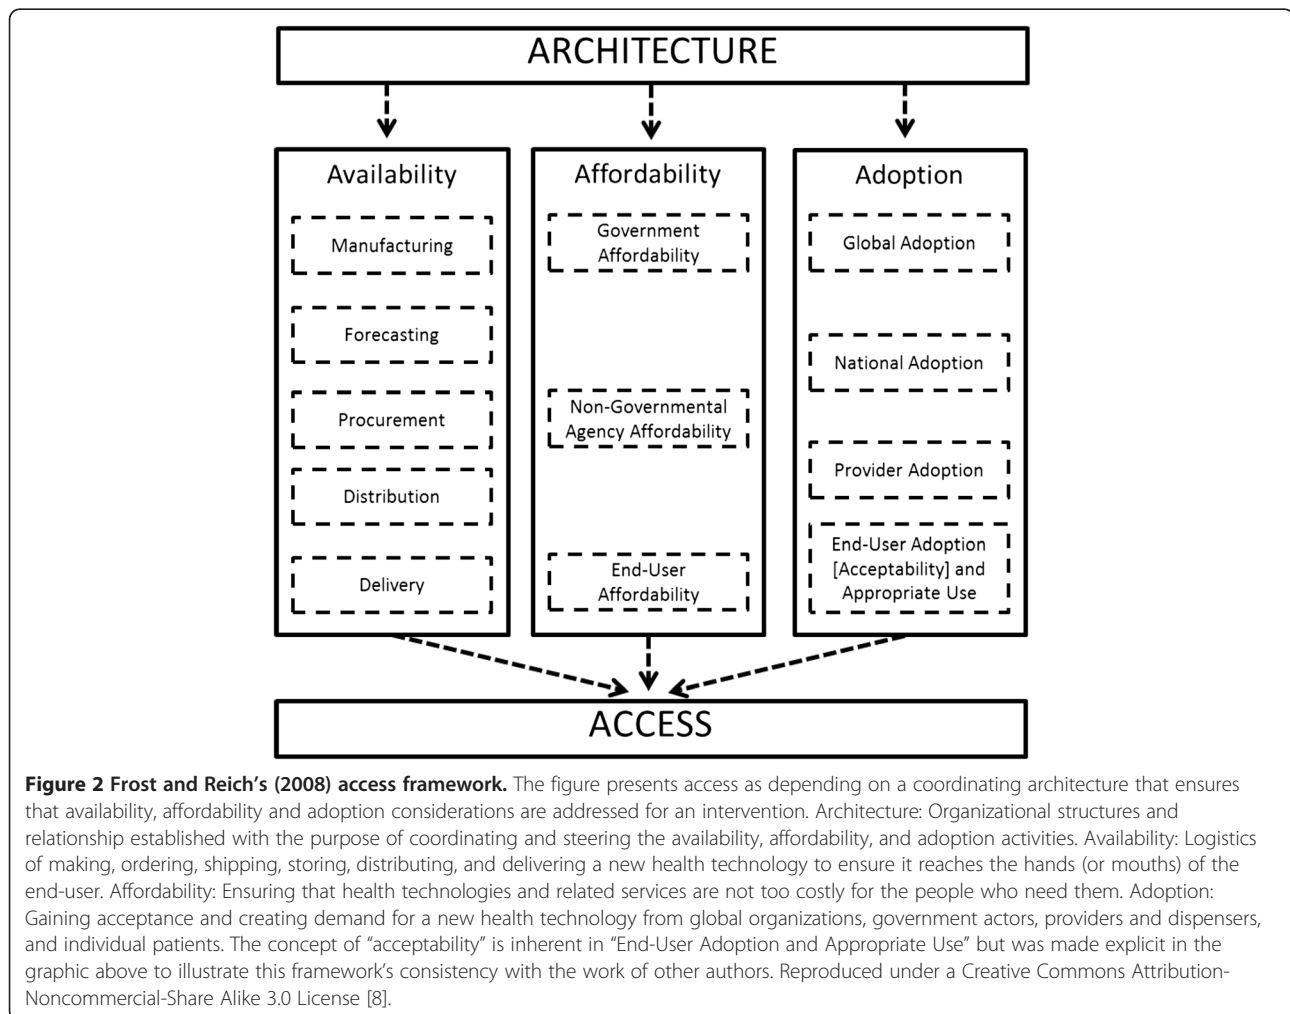 ARCHITECTURE
Availability
Manufacturing
Forecasting
Procurement
Distribution
Delivery
Affordability
Government
Affordability
Non-Governmental
Agency Affordability
End-User
Affordability
Adoption
Global Adoption
National Adoption
Provider Adoption
End-User Adoption
[Acceptability] and
Appropriate Use
ACCESS
Figure 2 Frost and Reich's (2008) access framework. The figure presents access as depending on a coordinating architecture that ensures
that availability, affordability and adoption considerations are addressed for an intervention. Architecture: Organizational structures and
relationship established with the purpose of coordinating and steering the availability, affordability, and adoption activities. Availability: Logistics
of making, ordering, shipping, storing, distributing, and delivering a new health technology to ensure it reaches the hands (or mouths) of the
end-user. Affordability: Ensuring that health technologies and related services are not too costly for the people who need them. Adoption:
Gaining acceptance and creating demand for a new health technology from global organizations, government actors, providers and dispensers,
and individual patients. The concept of “acceptability” is inherent in “End-User Adoption and Appropriate Use” but was made explicit in the
graphic above to illustrate this framework's consistency with the work of other authors. Reproduced under a Creative Commons Attribution-
Noncommercial-Share Alike 3.0 License [8].